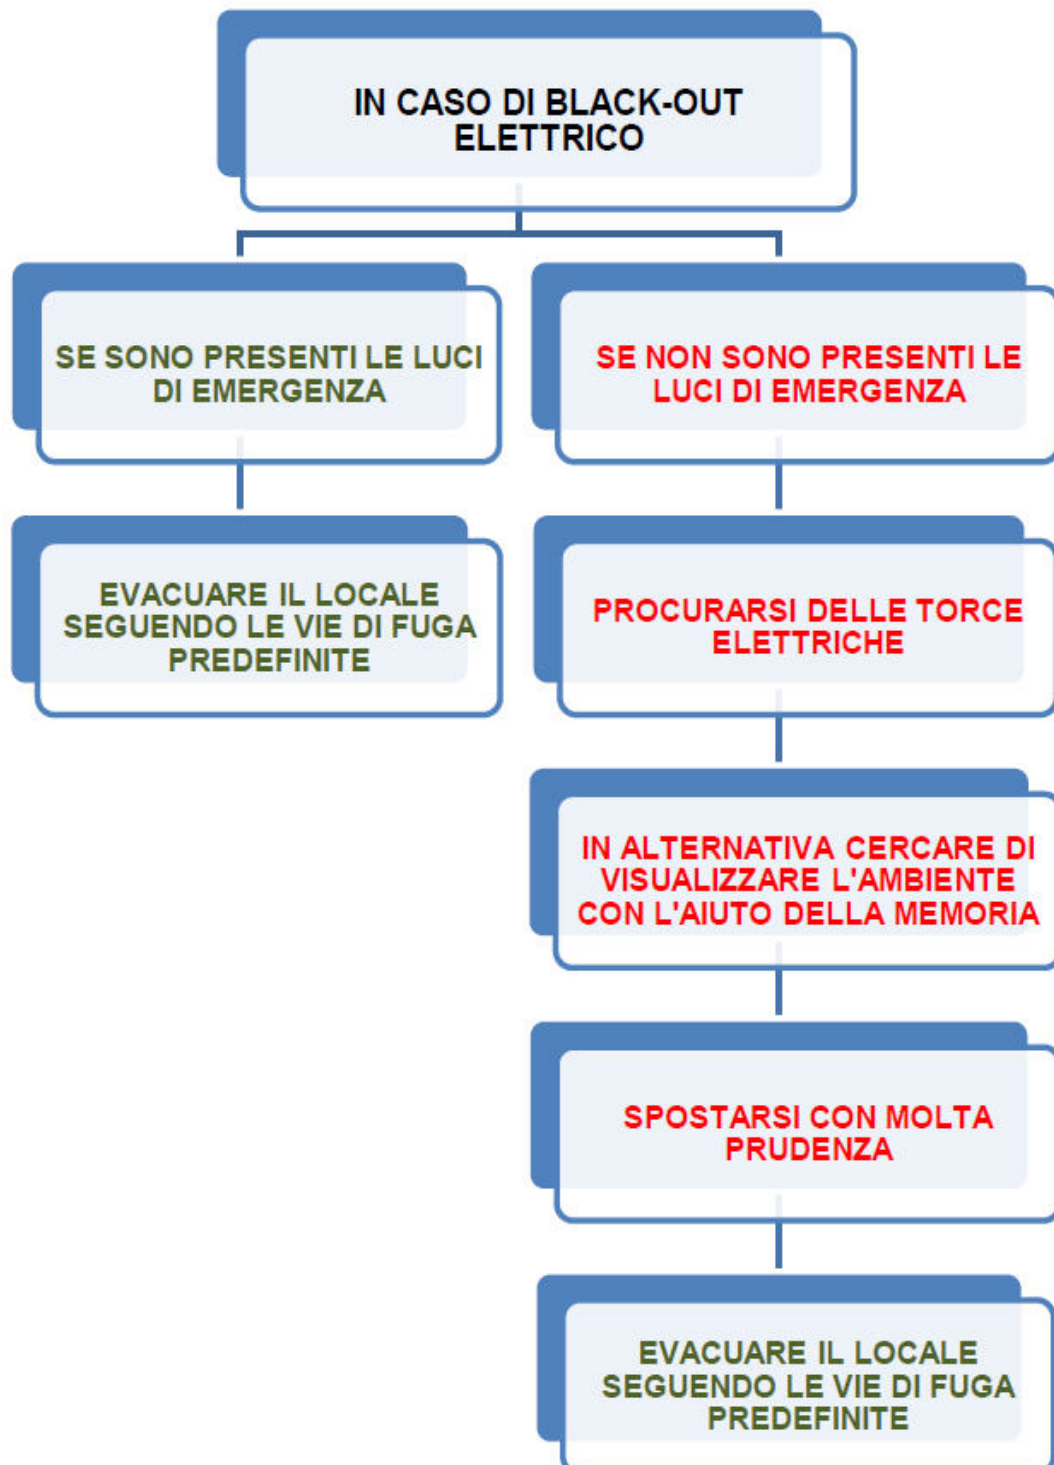 IN CASO DI BLACK-OUT
ELETTRICO
SE SONO PRESENTI LE LUCI
DI EMERGENZA
SE NON SONO PRESENTI LE
LUCI DI EMERGENZA
EVACUARE IL LOCALE
SEGUENDO LE VIE DI FUGA
PREDEFINITE
PROCURARSI DELLE TORCE
ELETTRICHE
IN ALTERNATIVA CERCARE DI
VISUALIZZARE L'AMBIENTE
CON L'AIUTO DELLA MEMORIA
SPOSTARSI CON MOLTA
PRUDENZA
EVACUARE IL LOCALE
SEGUENDO LE VIE DI FUGA
PREDEFINITE